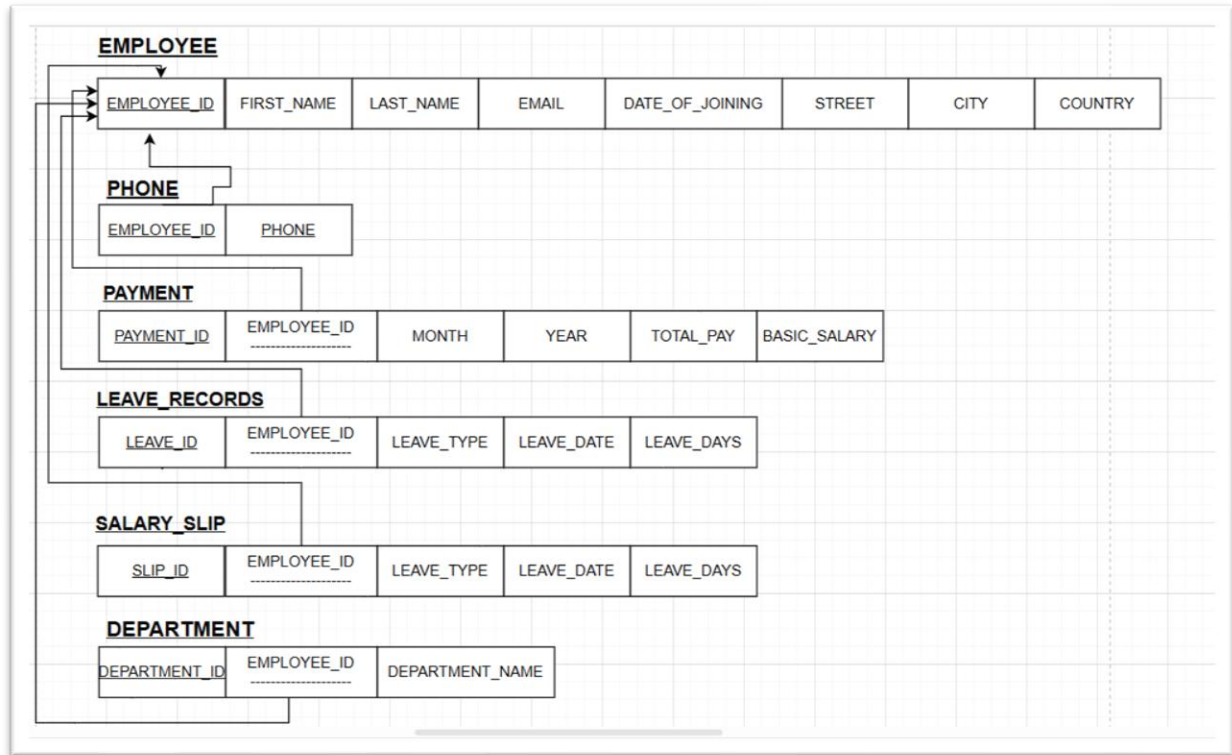 EMPLOYEE
EMPLOYEE_ID FIRST_NAME LAST_NAME EMAIL DATE_OF_JOINING STREET CITY COUNTRY
PHONE
EMPLOYEE_ID PHONE
PAYMENT
PAYMENT_ID EMPLOYEE_ID MONTH YEAR TOTAL_PAY BASIC_SALARY
LEAVE_RECORDS
LEAVE_ID EMPLOYEE_ID LEAVE_TYPE LEAVE_DATE LEAVE_DAYS
SALARY_SLIP
SLIP_ID EMPLOYEE_ID LEAVE_TYPE LEAVE_DATE LEAVE_DAYS
DEPARTMENT
DEPARTMENT_ID EMPLOYEE_ID DEPARTMENT_NAME